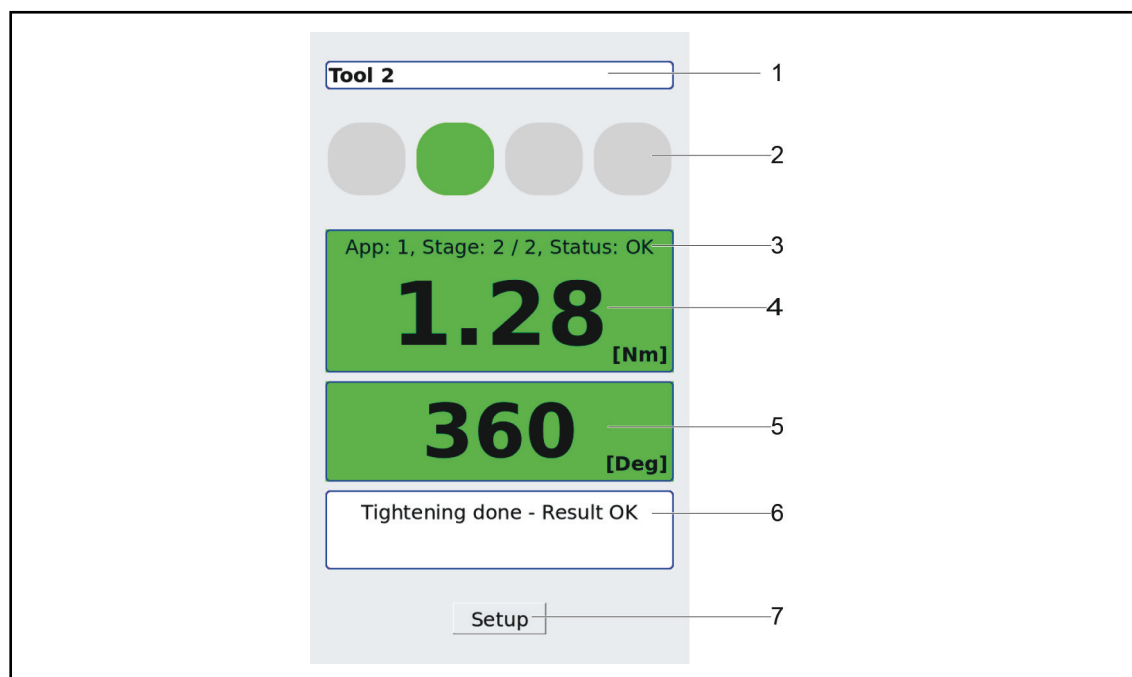 Tool 2
1
2
App: 1, Stage: 2 / 2, Status: OK
3
1.28
[Nm]
4
360
[Deg]
5
Tightening done - Result OK
6
Setup
7